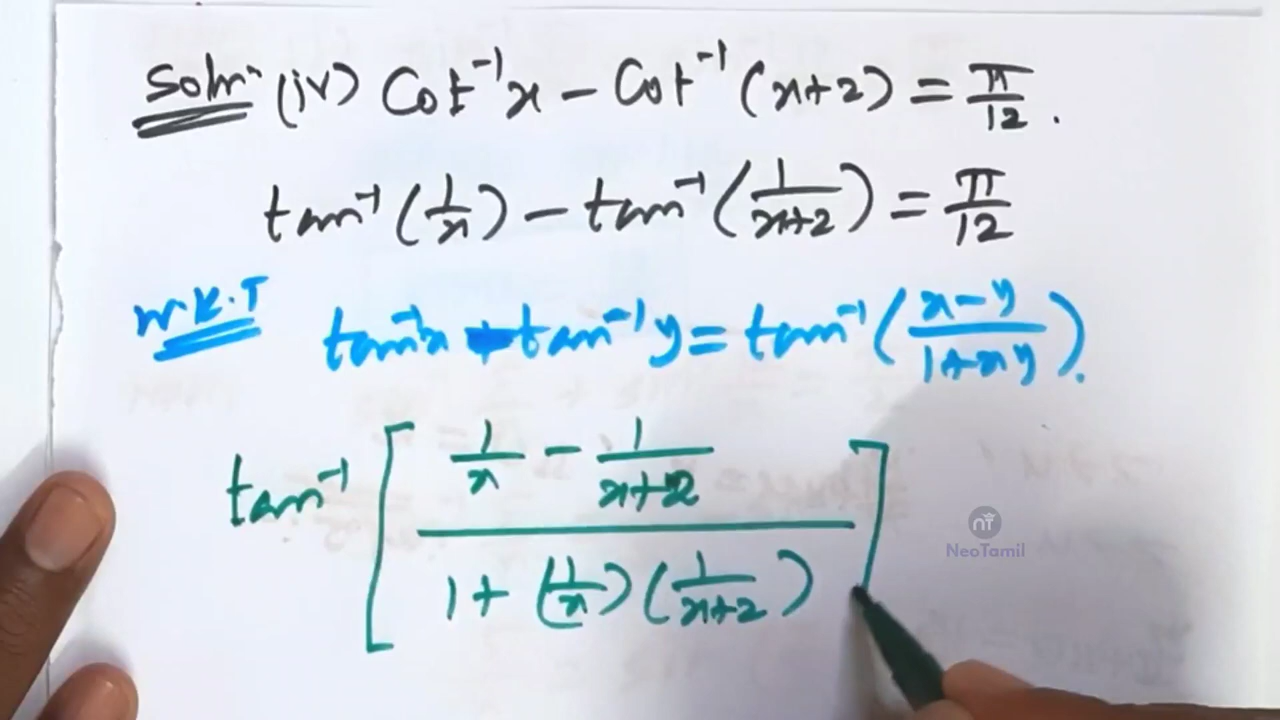 Soln (iv) Cot⁻¹x − Cot⁻¹(x+2) = π/12.
tan⁻¹(1/x) − tan⁻¹(1/(x+2)) = π/12
W.K.T tan⁻¹x - tan⁻¹y = tan⁻¹((x−y)/(1+xy)).
tan⁻¹[(1/x − 1/(x+2))/(1+(1/x)(1/(x+2)))]
NT
NeoTamil